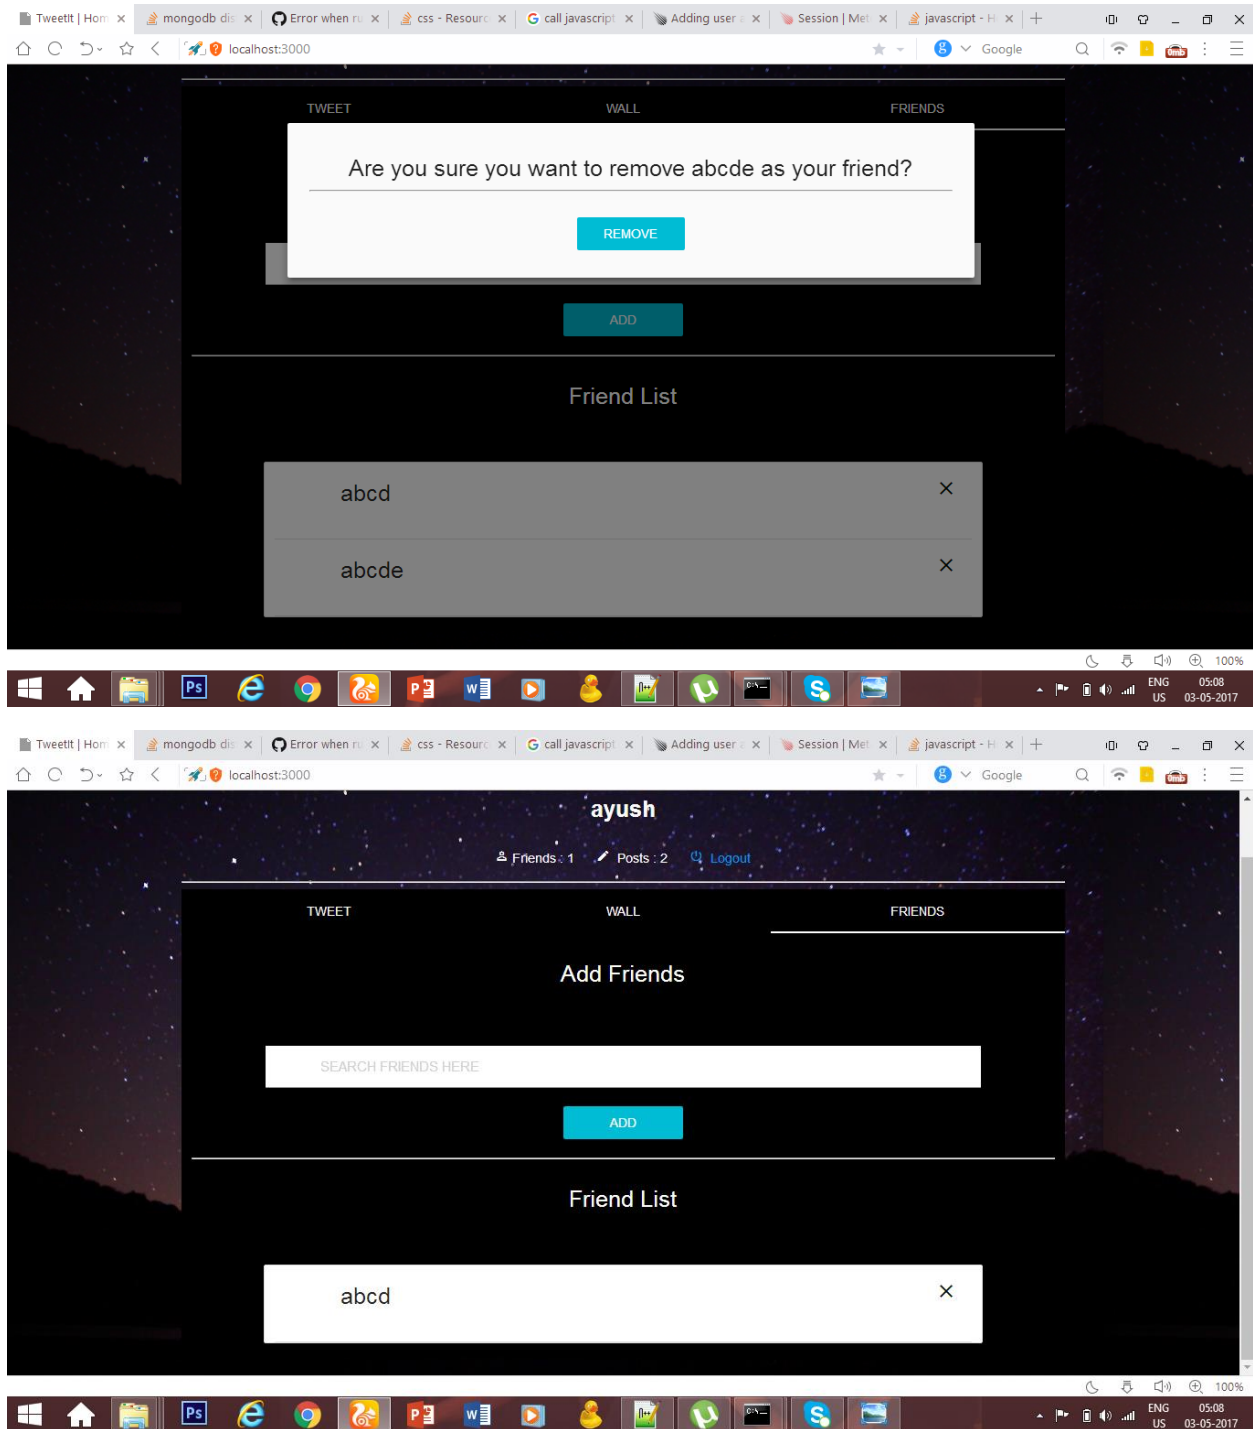 TweetIt | Hom
mongodb dis
Error when ru
css - Resourc
call javascript
Adding user a
Session | Met
javascript - H
localhost:3000
g
Google
0mb
TWEET WALL FRIENDS
Are you sure you want to remove abcde as your friend?
REMOVE
ADD
Friend List
abcd
abcde
100%
Ps
ENG 05:08
US 03-05-2017
TweetIt | Hom
mongodb dis
Error when ru
css - Resourc
call javascript
Adding user a
Session | Met
javascript - H
localhost:3000
g
Google
0mb
ayush
Friends : 1 Posts : 2 Logout
TWEET WALL FRIENDS
Add Friends
SEARCH FRIENDS HERE
ADD
Friend List
abcd
100%
Ps
ENG 05:08
US 03-05-2017